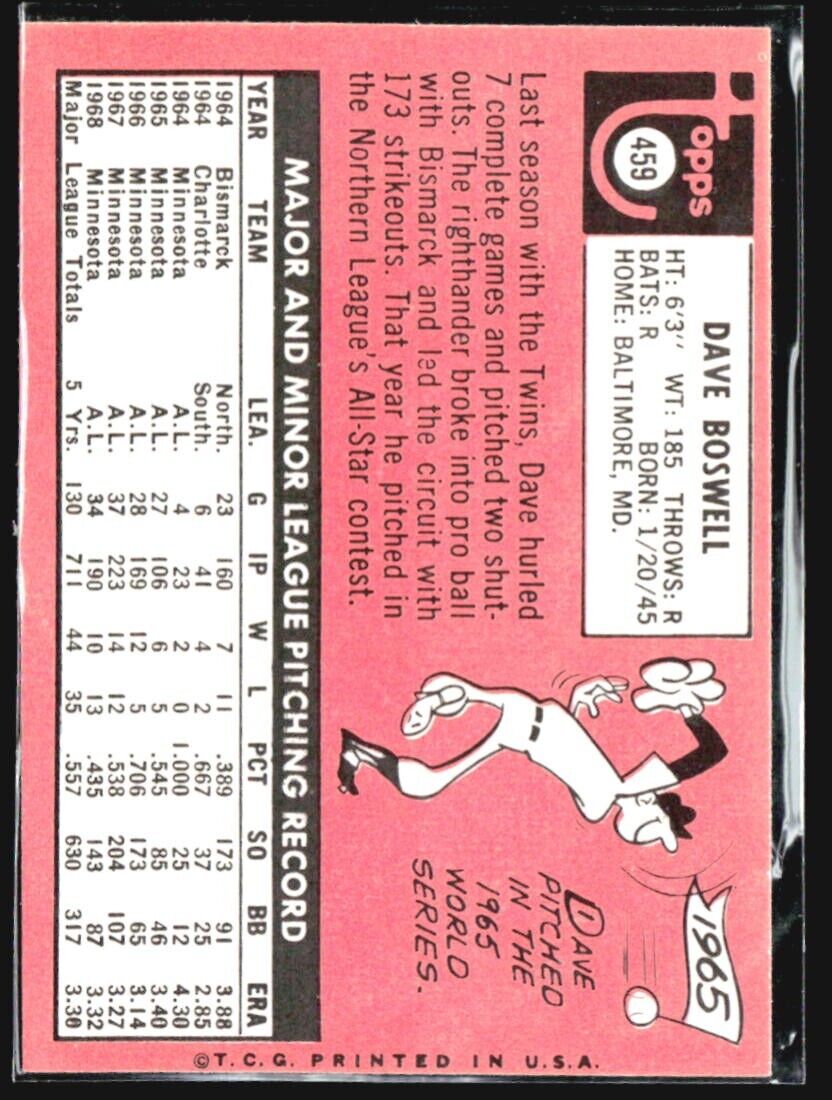 Topps
459
DAVE BOSWELL
HT: 6'3" WT: 185 THROWS: R
BATS: R BORN: 1/20/45
HOME: BALTIMORE, MD.
Last season with the Twins, Dave hurled
7 complete games and pitched two shut-
outs. The righthander broke into pro ball
with Bismarck and led the circuit with
173 strikeouts. That year he pitched in
the Northern League's All-Star contest.
1965
DAVE
PITCHED
IN THE
1965
WORLD
SERIES.
MAJOR AND MINOR LEAGUE PITCHING RECORD
YEAR TEAM LEA. G IP W L PCT SO BB ERA
1964 Bismarck North. 23 160 7 11 .389 173 91 3.88
1964 Charlotte South. 6 41 4 2 .667 37 25 2.85
1964 Minnesota A.L. 4 23 2 0 1.000 25 12 4.30
1965 Minnesota A.L. 27 106 6 5 .545 85 46 3.40
1966 Minnesota A.L. 28 169 12 5 .706 173 65 3.14
1967 Minnesota A.L. 37 223 14 12 .538 204 107 3.27
1968 Minnesota A.L. 34 190 10 13 .435 143 87 3.32
Major League Totals 5 Yrs. 130 711 44 35 .557 630 317 3.30
©T.C.G. PRINTED IN U.S.A.